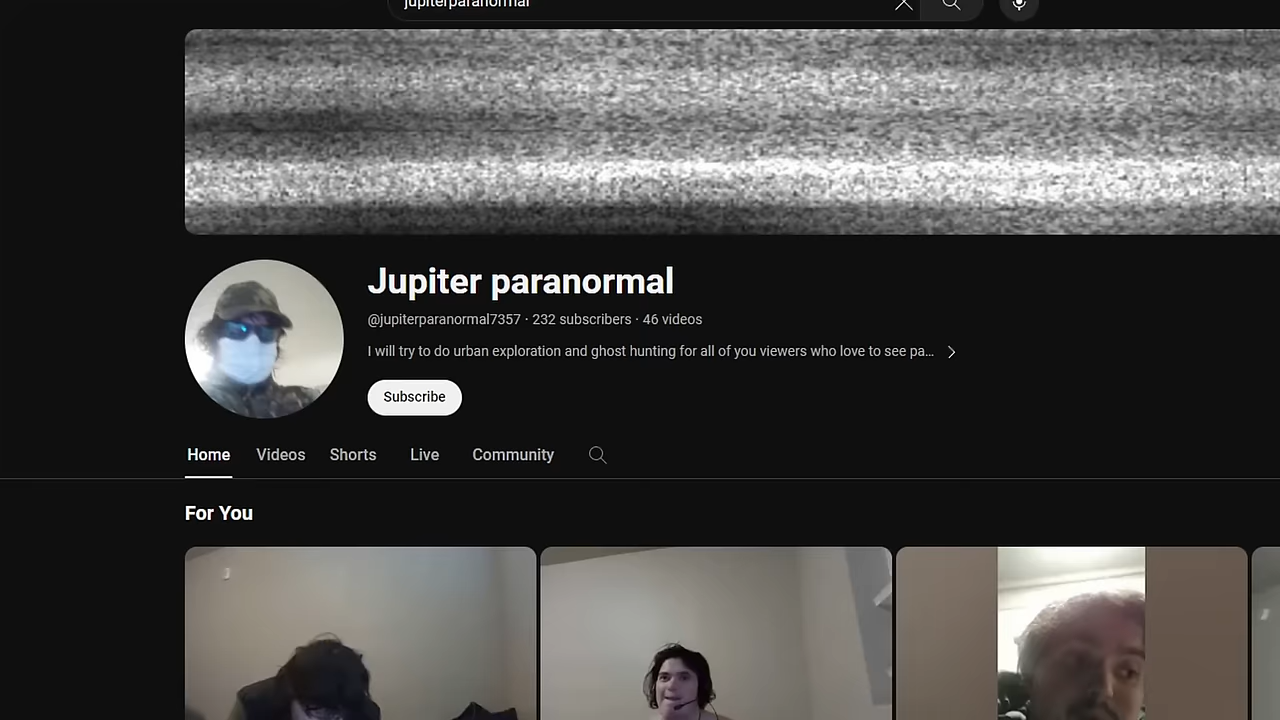 jupiterparanormal
Jupiter paranormal
@jupiterparanormal7357 · 232 subscribers · 46 videos
I will try to do urban exploration and ghost hunting for all of you viewers who love to see pa...
Subscribe
Home Videos Shorts Live Community
For You